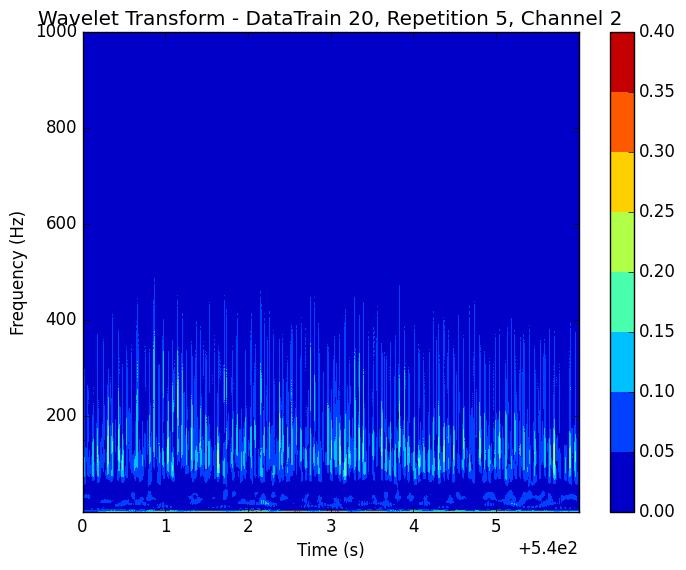 Wavelet Transform - DataTrain 20, Repetition 5, Channel 2
1000
800
600
400
200
Frequency (Hz)
0 1 2 3 4 5
+5.4e2
Time (s)
0.40
0.35
0.30
0.25
0.20
0.15
0.10
0.05
0.00